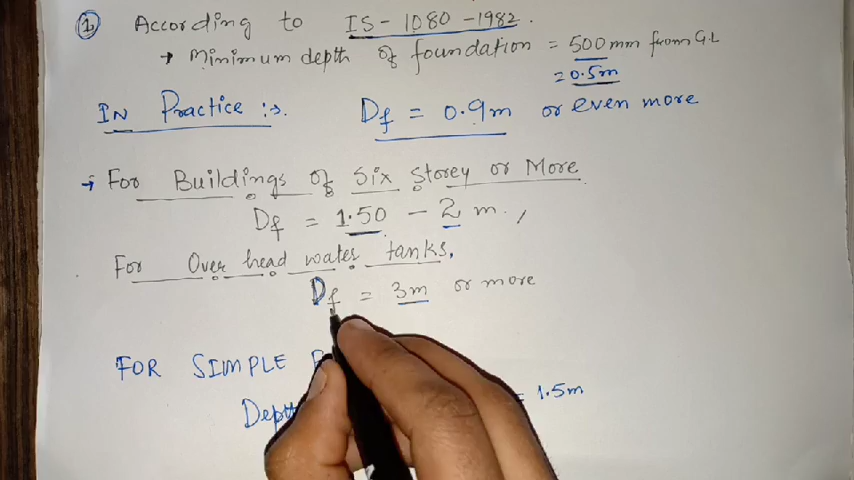 ① According to IS-1080-1982.
→ Minimum depth of foundation = 500mm from G.L
= 0.5m
IN Practice :→. Df = 0.9m or even more
→ For Buildings of Six Storey or More
Df = 1.50 - 2 m.,
For Over head water tanks,
Df = 3m or more
FOR SIMPLE
Depth = 1.5m